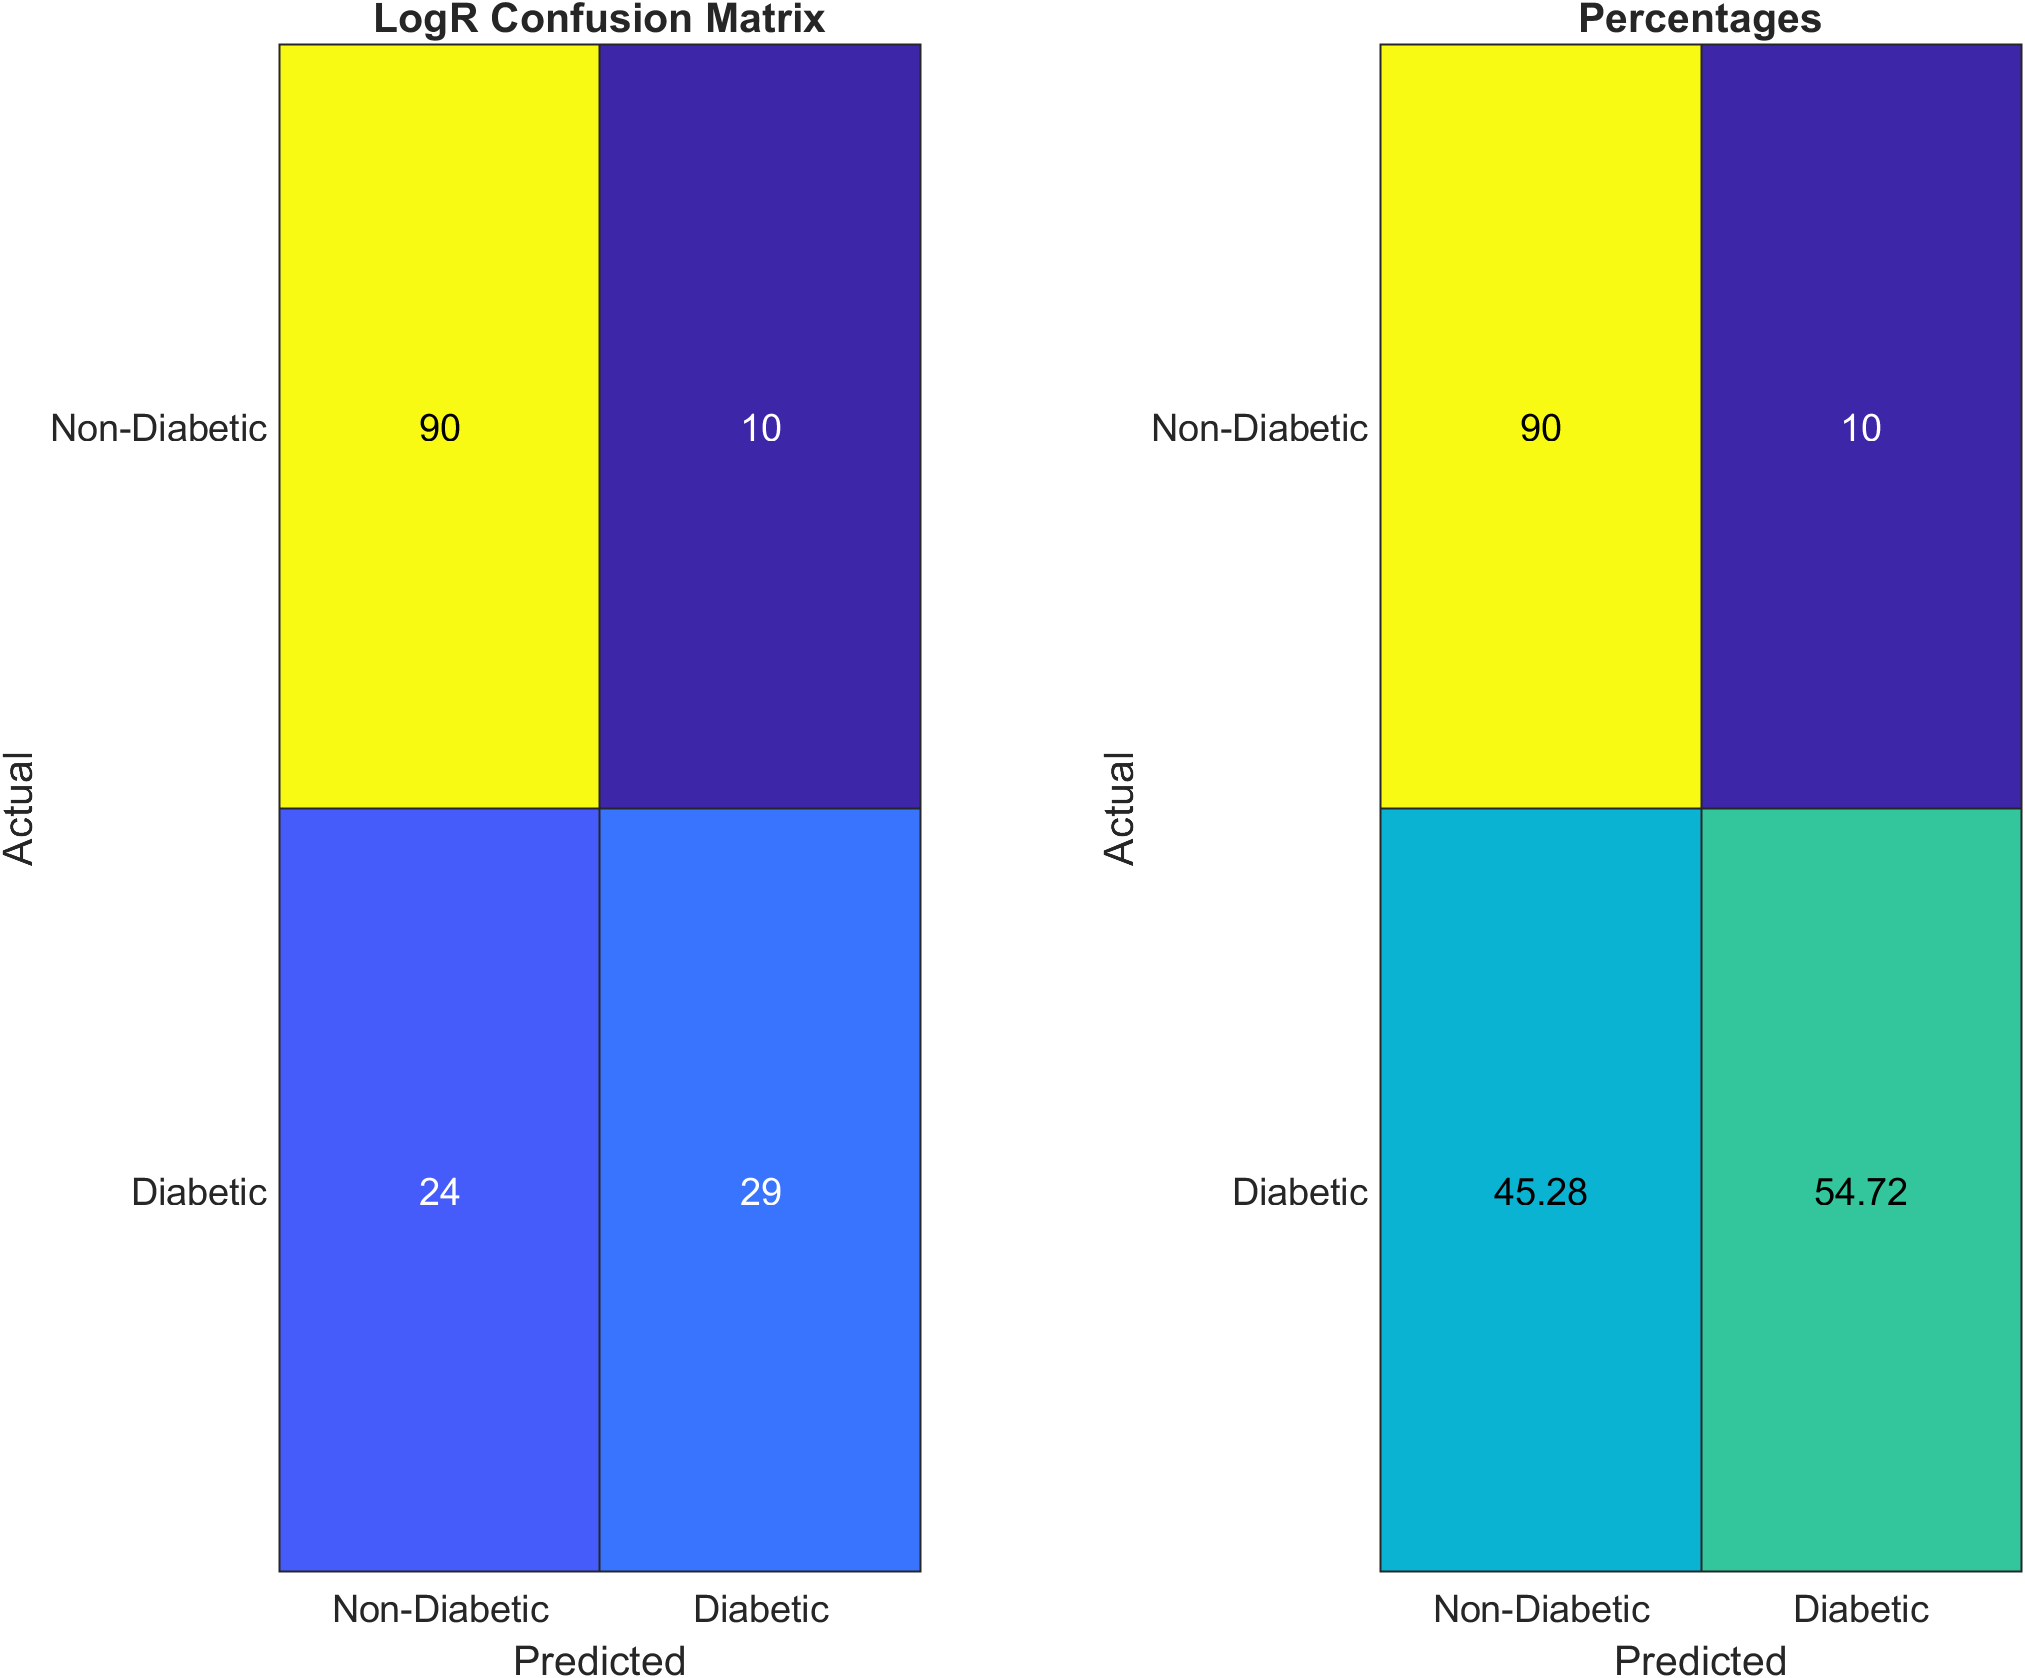 LogR Confusion Matrix
Actual
Non-Diabetic
90
10
Diabetic
24
29
Non-Diabetic
Diabetic
Predicted
Percentages
Actual
Non-Diabetic
90
10
Diabetic
45.28
54.72
Non-Diabetic
Diabetic
Predicted